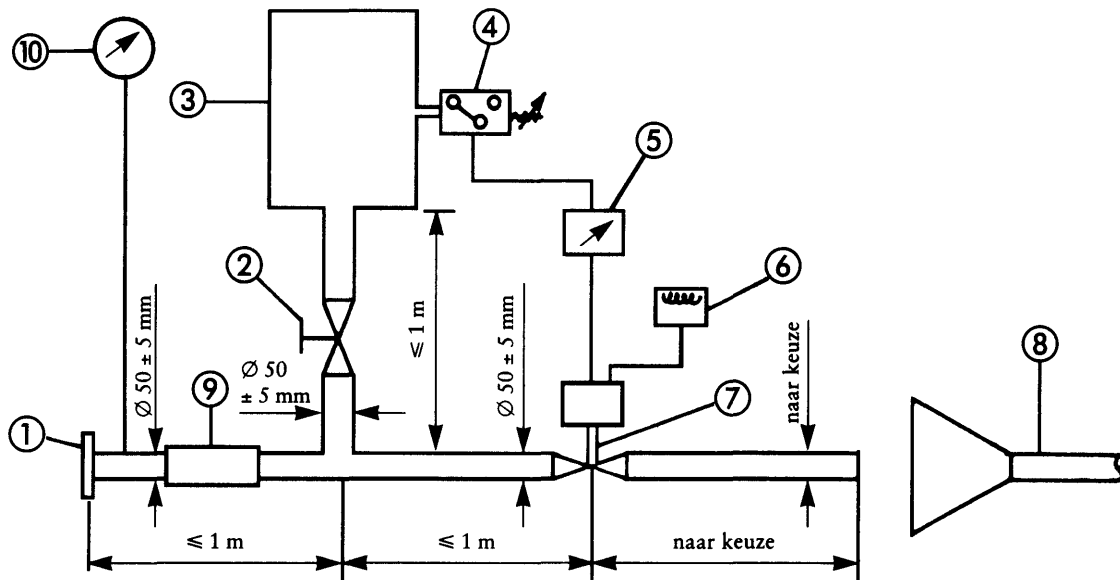 10
4
3
5
2
6
≤ 1 m
Ø 50 ± 5 mm
9
Ø 50
± 5 mm
Ø 50 ± 5 mm
7
naar keuze
8
1
≤ 1 m
≤ 1 m
naar keuze